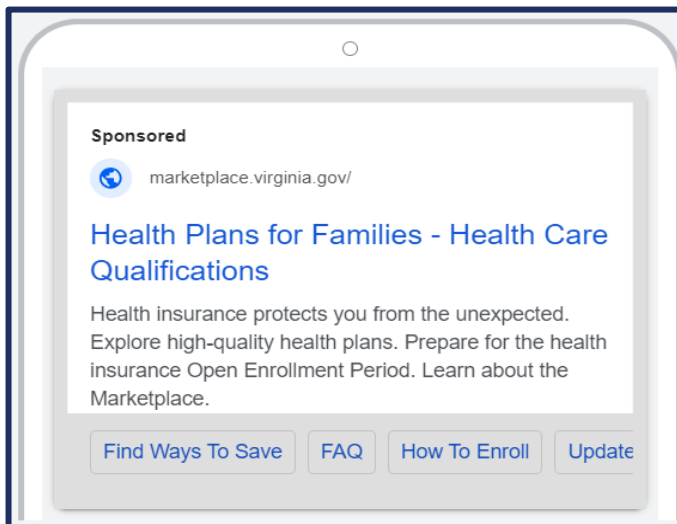 Sponsored
marketplace.virginia.gov/
Health Plans for Families - Health Care
Qualifications
Health insurance protects you from the unexpected.
Explore high-quality health plans. Prepare for the health
insurance Open Enrollment Period. Learn about the
Marketplace.
Find Ways To Save FAQ How To Enroll Update